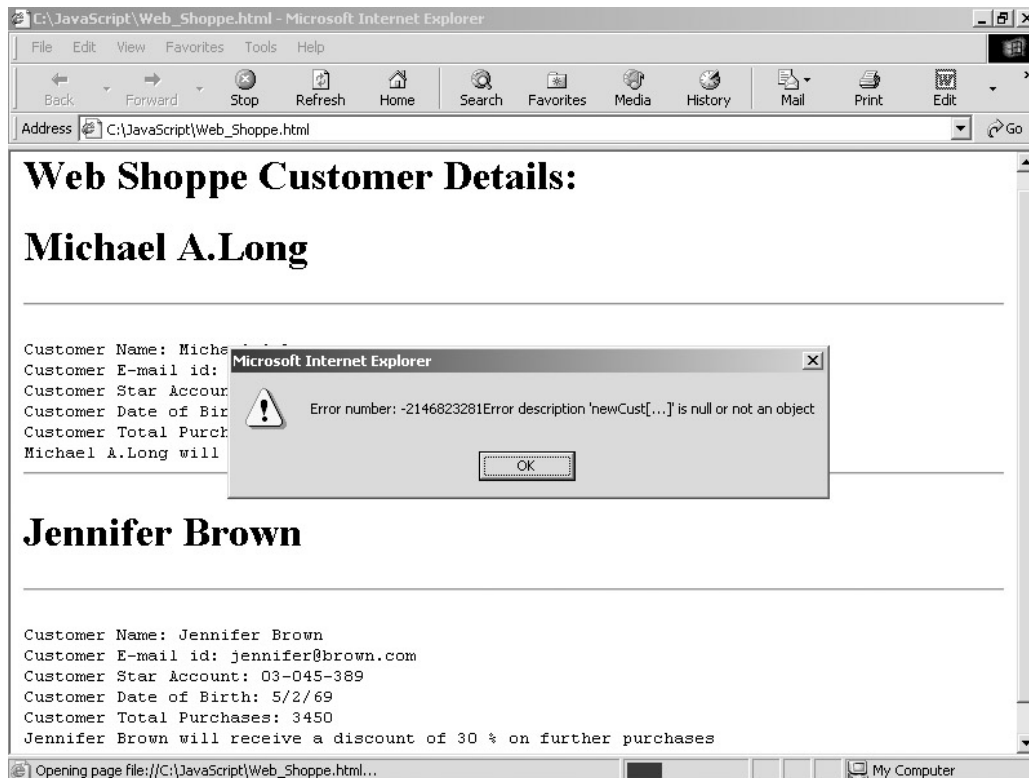 C:\JavaScript\Web_Shoppe.html - Microsoft Internet Explorer
File Edit View Favorites Tools Help
Back Forward Stop Refresh Home Search Favorites Media History Mail Print Edit
Address C:\JavaScript\Web_Shoppe.html Go
Web Shoppe Customer Details:
Michael A.Long
Customer Name:
Customer E-mail id:
Customer Star
Customer Date of
Customer Total
Michael A.Long will
Microsoft Internet Explorer
Error number: -2146823281Error description 'newCust[...]' is null or not an object
OK
Jennifer Brown
Customer Name: Jennifer Brown
Customer E-mail id: jennifer@brown.com
Customer Star Account: 03-045-389
Customer Date of Birth: 5/2/69
Customer Total Purchases: 3450
Jennifer Brown will receive a discount of 30 % on further purchases
Opening page file://C:\JavaScript\Web_Shoppe.html... My Computer